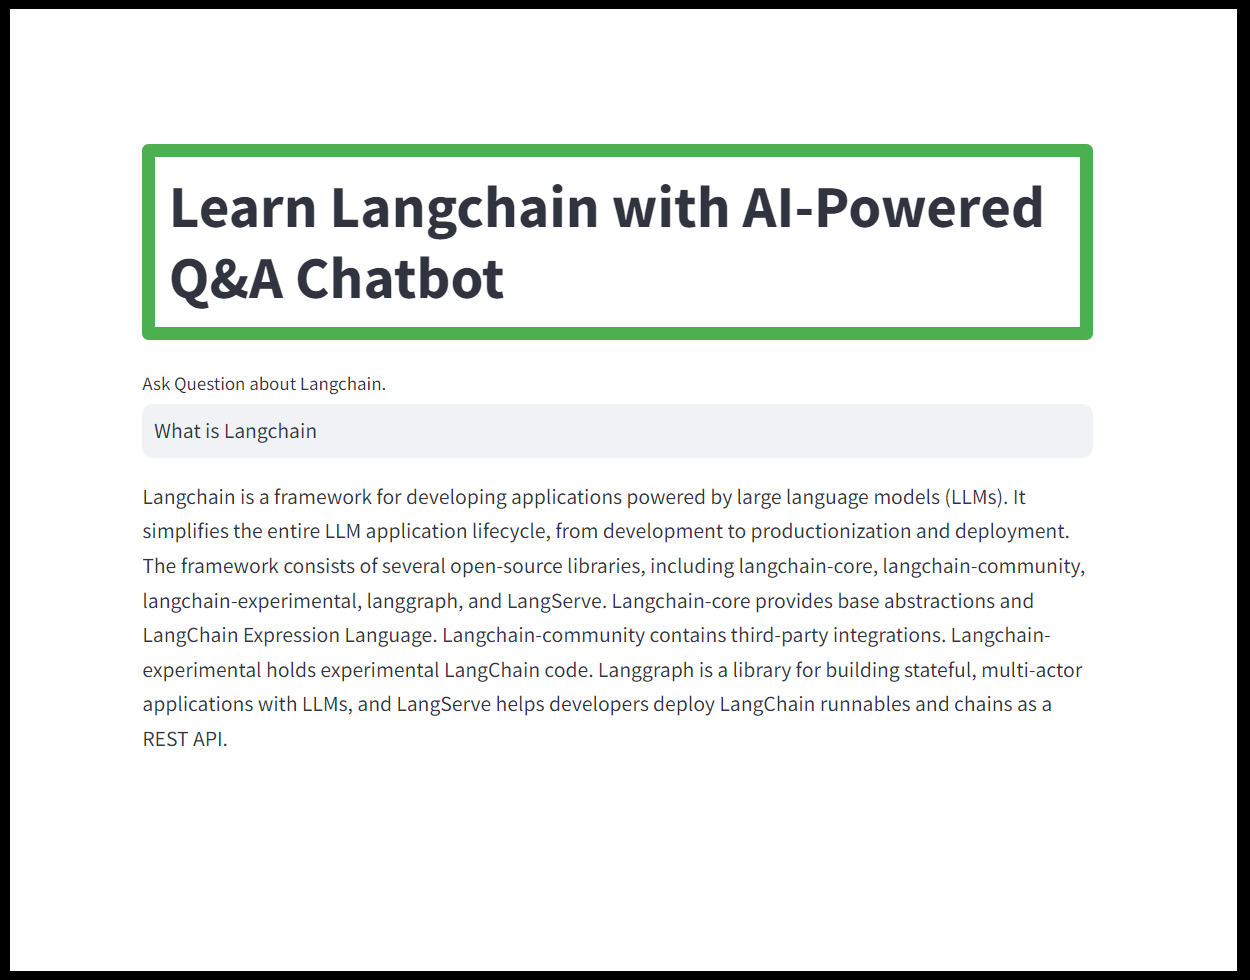 Learn Langchain with AI-Powered
Q&A Chatbot
Ask Question about Langchain.
What is Langchain
Langchain is a framework for developing applications powered by large language models (LLMs). It
simplifies the entire LLM application lifecycle, from development to productionization and deployment.
The framework consists of several open-source libraries, including langchain-core, langchain-community,
langchain-experimental, langgraph, and LangServe. Langchain-core provides base abstractions and
LangChain Expression Language. Langchain-community contains third-party integrations. Langchain-
experimental holds experimental LangChain code. Langgraph is a library for building stateful, multi-actor
applications with LLMs, and LangServe helps developers deploy LangChain runnables and chains as a
REST API.